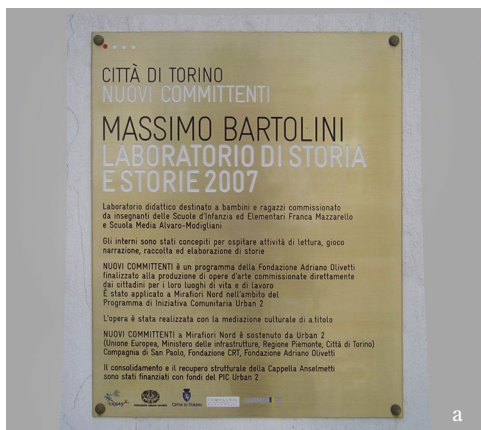 CITTÀ DI TORINO
NUOVI COMMITTENTI
MASSIMO BARTOLINI
LABORATORIO DI STORIA
E STORIE 2007
Laboratorio didattico destinato a bambini e ragazzi commissionato
da insegnanti delle Scuole d'Infanzia ed Elementari Franca Mazzarello
e Scuola Media Alvaro-Modigliani
Gli interni sono stati concepiti per ospitare attività di lettura, gioco
narrazione, raccolta ed elaborazione di storie
NUOVI COMMITTENTI è un programma della Fondazione Adriano Olivetti
finalizzato alla produzione di opere d'arte commissionate direttamente
dai cittadini per i loro luoghi di vita e di lavoro
È stato applicato a Mirafiori Nord nell'ambito del
Programma di Iniziativa Comunitaria Urban 2
L'opera è stata realizzata con la mediazione culturale di a.titolo
NUOVI COMMITTENTI a Mirafiori Nord è sostenuto da Urban 2
(Unione Europea, Ministero delle infrastrutture, Regione Piemonte, Città di Torino)
Compagnia di San Paolo, Fondazione CRT, Fondazione Adriano Olivetti
Il consolidamento e il recupero strutturale della Cappella Anselmetti
sono stati finanziati con fondi del PIC Urban 2
a